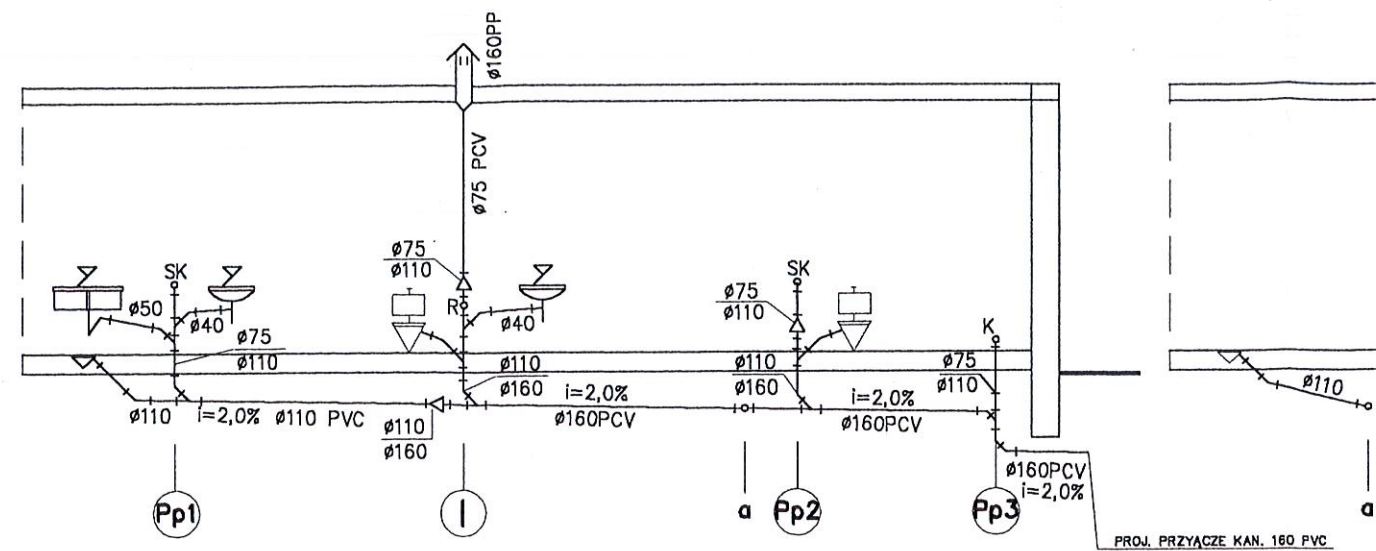 Ø160PP
Ø75 PCV
Ø75
Ø110
SK
Ø50
Ø40
R
Ø40
Ø75
Ø110
SK
K
Ø75
Ø110
Ø110
Ø160
Ø110
Ø160
Ø75
Ø110
Ø110
i=2,0%
Ø110 PVC
Ø110
Ø160
i=2,0%
Ø160PCV
i=2,0%
Ø160PCV
Ø160PCV
i=2,0%
Ø110
Pp1
I
a
Pp2
Pp3
a
PROJ. PRZYĄCZE KAN. 160 PVC